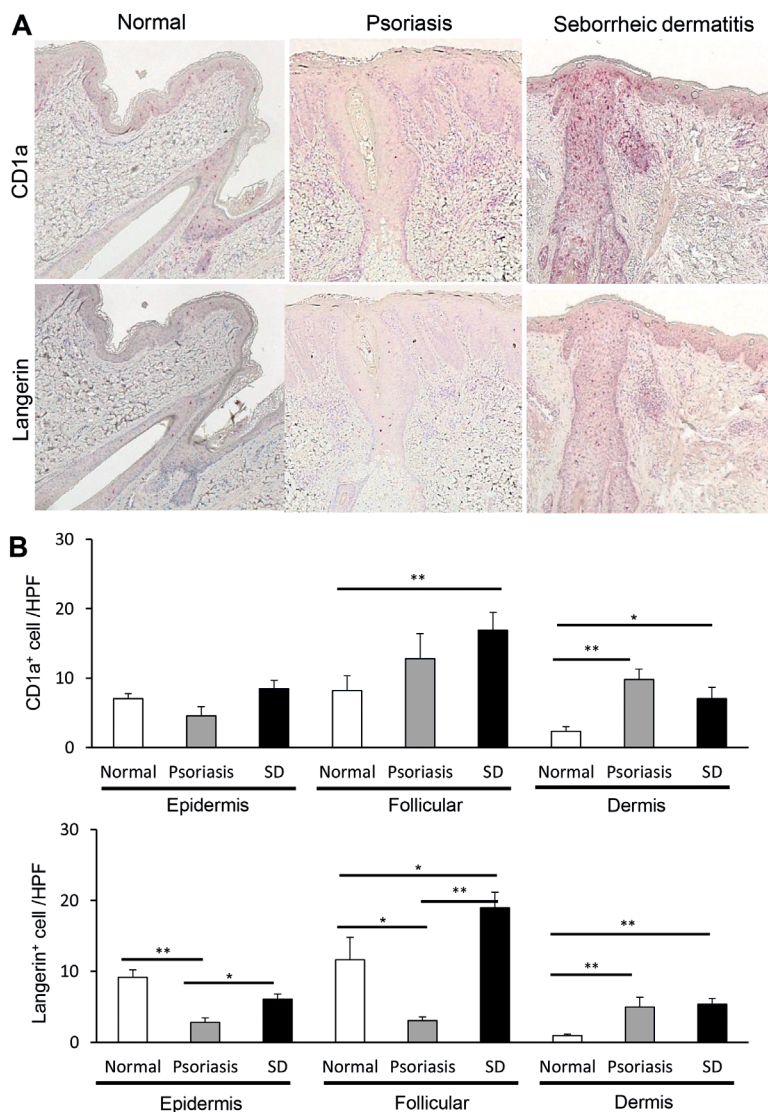 A
Normal
Psoriasis
Seborrheic dermatitis
CD1a
Langerin
B
CD1a⁺ cell /HPF
30
20
10
0
**
*
**
Normal Psoriasis SD Normal Psoriasis SD Normal Psoriasis SD
Epidermis Follicular Dermis
Langerin⁺ cell /HPF
30
20
10
0
*
**
**
*
*
**
**
Normal Psoriasis SD Normal Psoriasis SD Normal Psoriasis SD
Epidermis Follicular Dermis